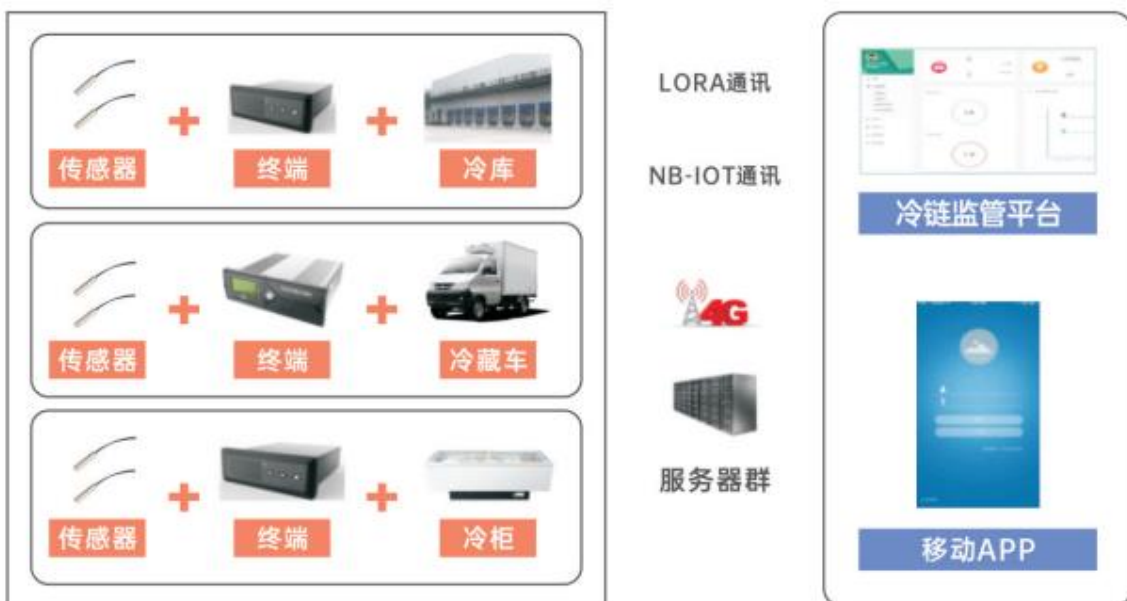 传感器
终端
冷库
传感器
终端
冷藏车
传感器
终端
冷柜
LORA通讯
NB-IOT通讯
4G
服务器群
冷链监管平台
移动APP